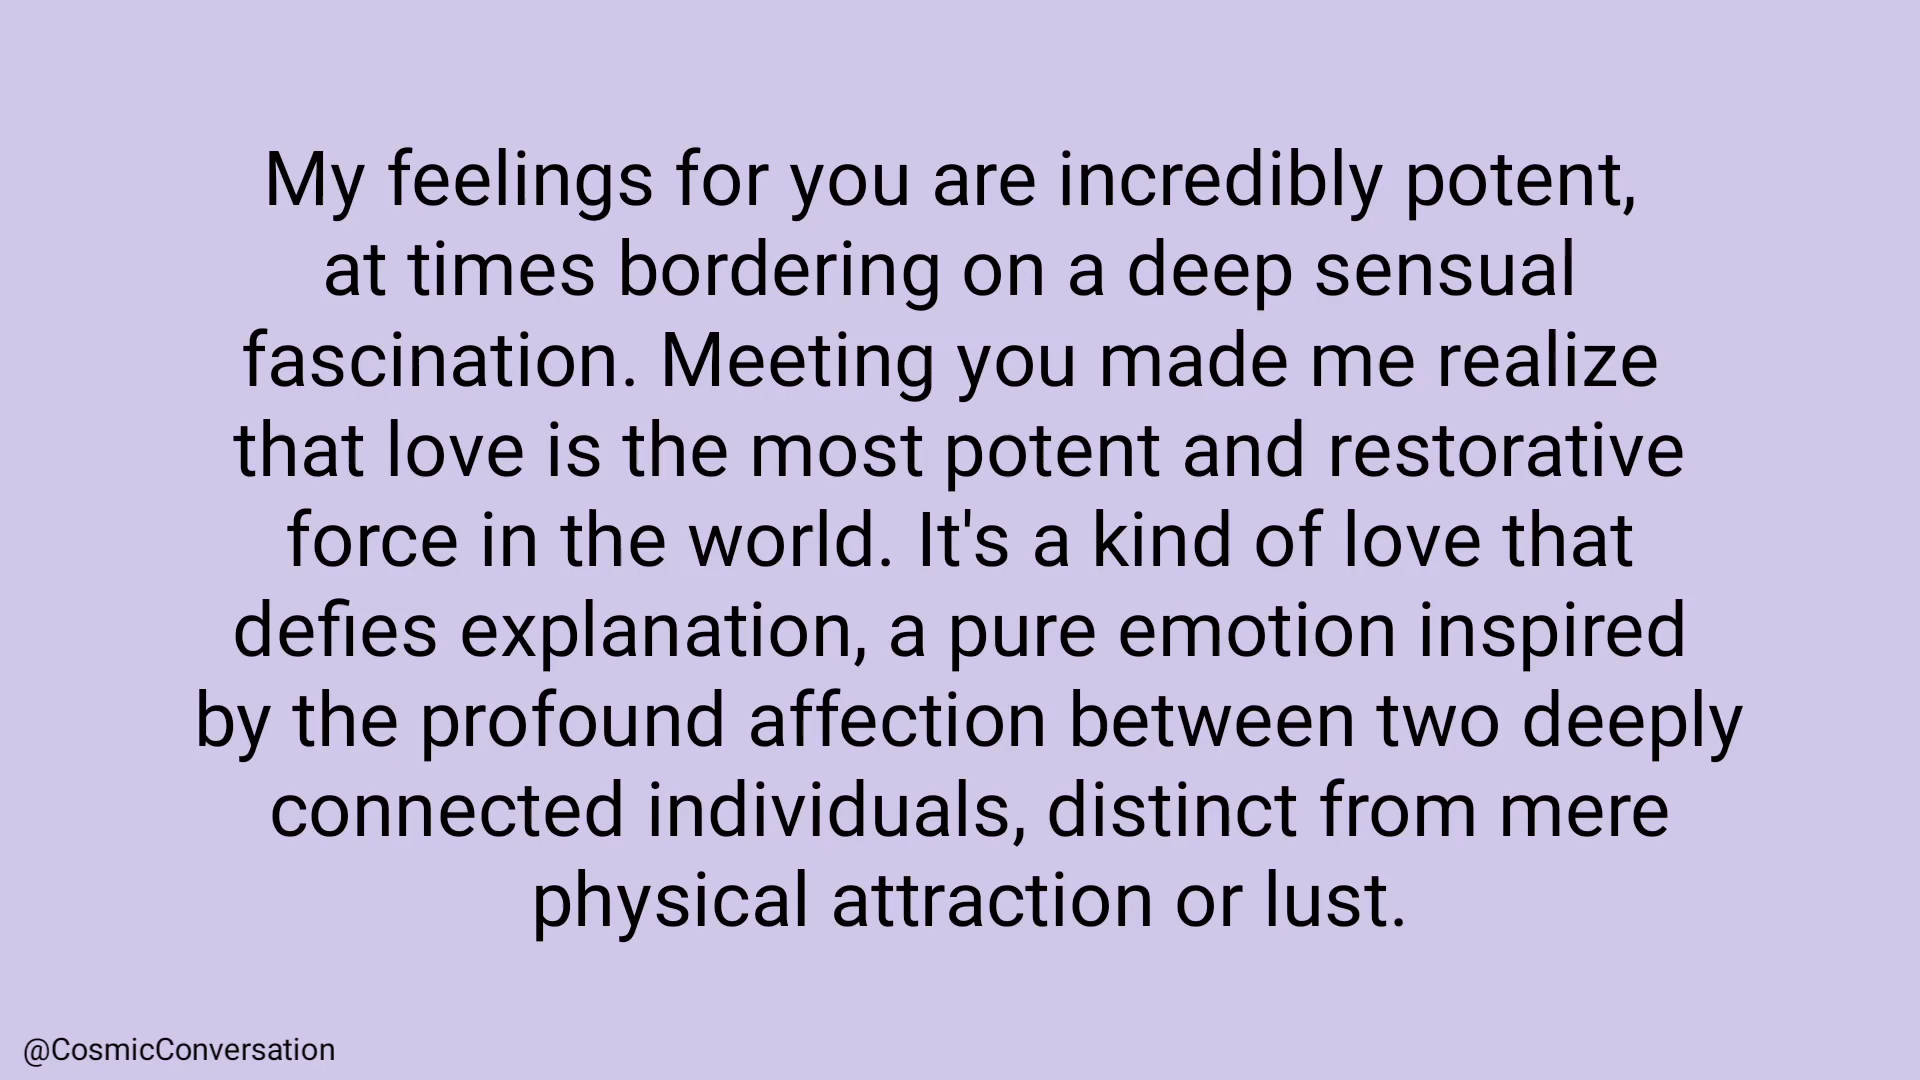 My feelings for you are incredibly potent,
at times bordering on a deep sensual
fascination. Meeting you made me realize
that love is the most potent and restorative
force in the world. It's a kind of love that
defies explanation, a pure emotion inspired
by the profound affection between two deeply
connected individuals, distinct from mere
physical attraction or lust.
@CosmicConversation